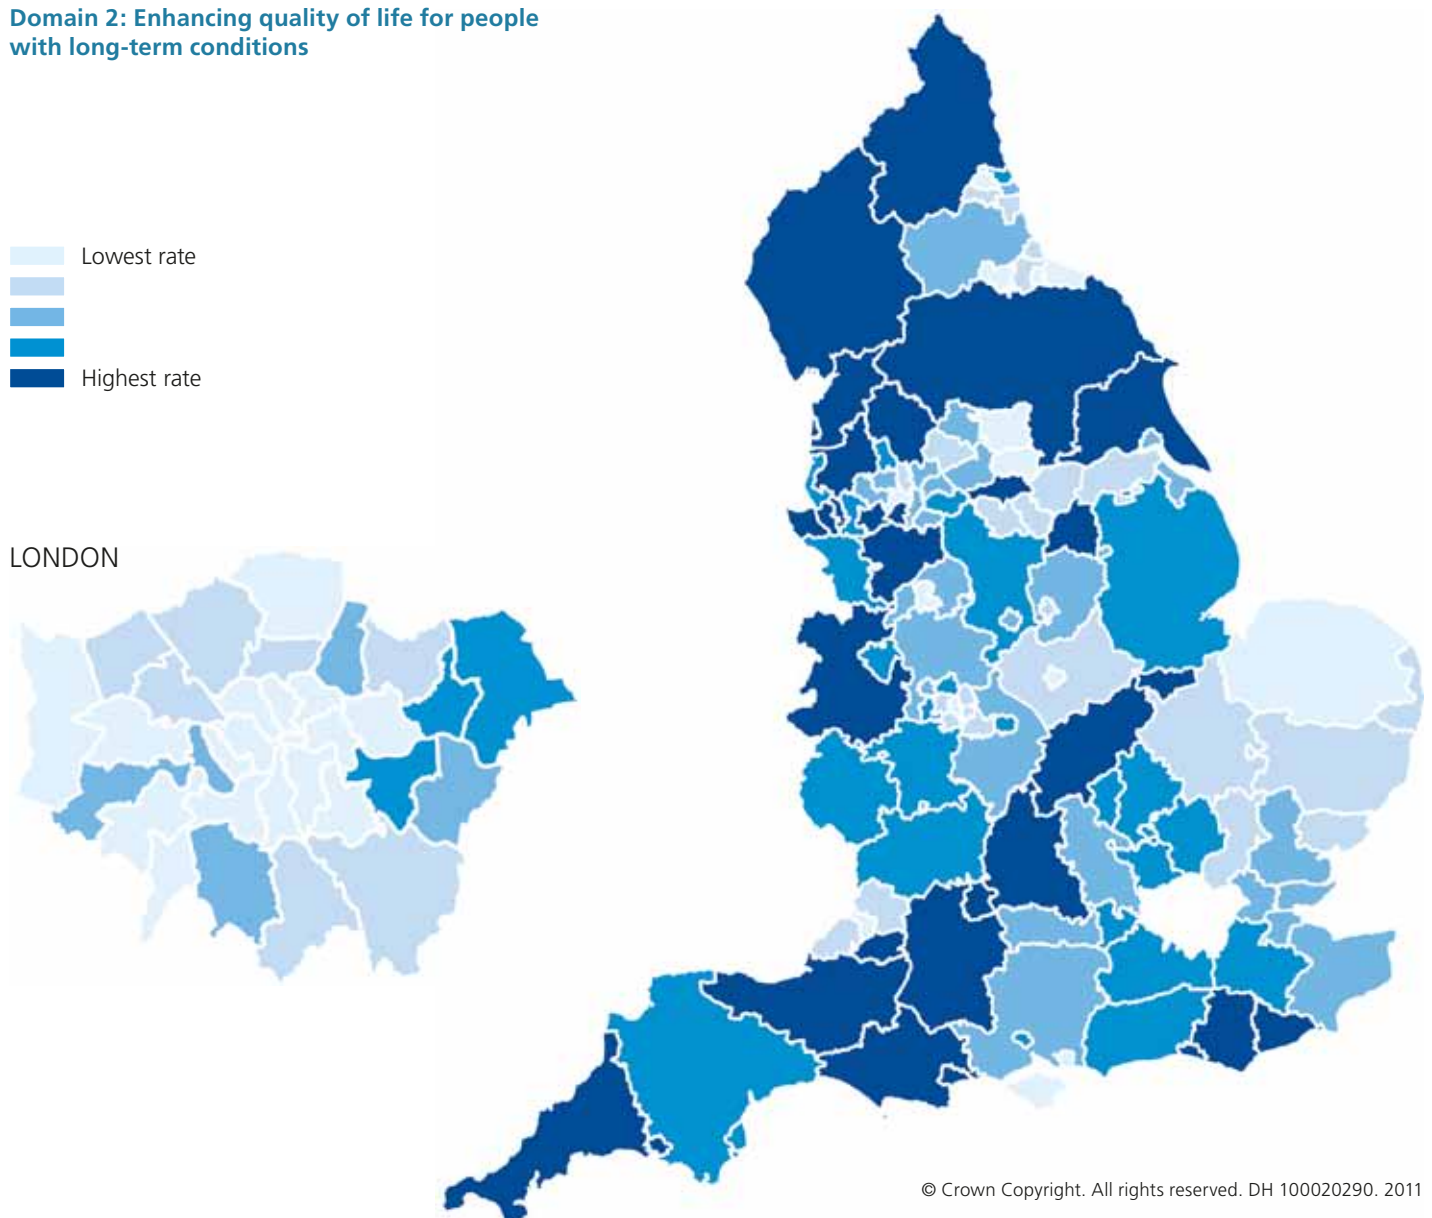 Domain 2: Enhancing quality of life for people
with long-term conditions
Lowest rate
Highest rate
LONDON
© Crown Copyright. All rights reserved. DH 100020290. 2011